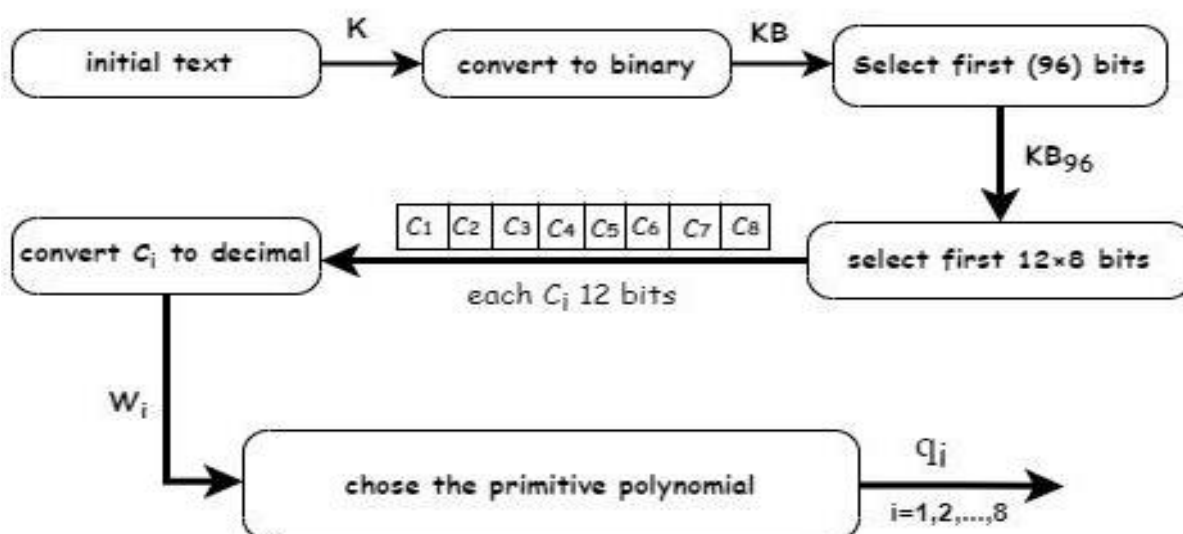 initial text
K
convert to binary
KB
Select first (96) bits
KB96
select first 12×8 bits
C1 C2 C3 C4 C5 C6 C7 C8
each Ci 12 bits
convert Ci to decimal
Wi
chose the primitive polynomial
qi
i=1,2,...,8